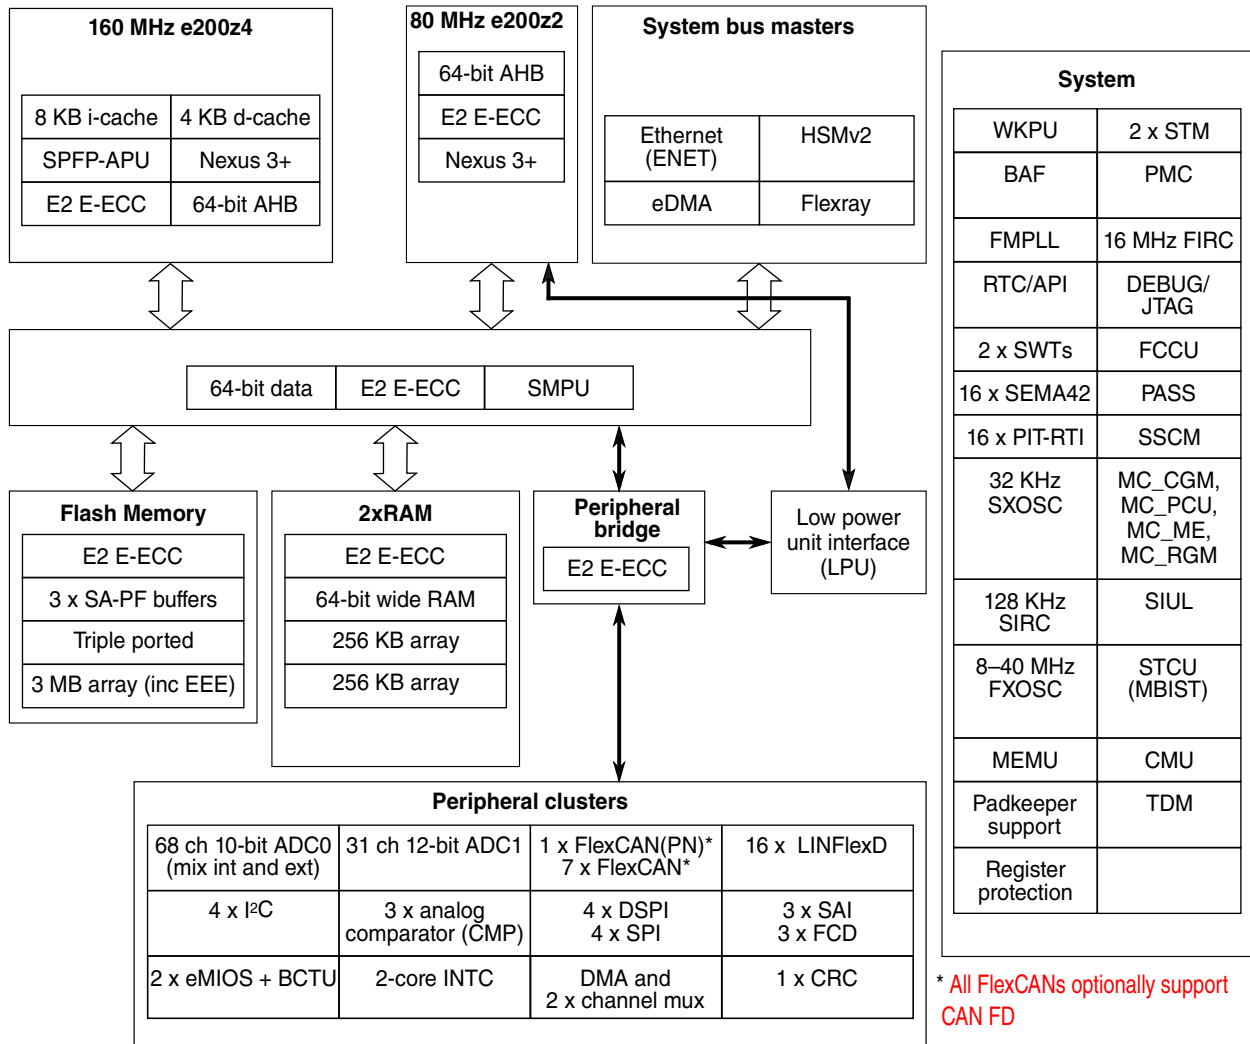 160 MHz e200z4
8 KB i-cache
4 KB d-cache
SPFP-APU
Nexus 3+
E2 E-ECC
64-bit AHB
80 MHz e200z2
64-bit AHB
E2 E-ECC
Nexus 3+
System bus masters
Ethernet
(ENET)
HSMv2
eDMA
Flexray
64-bit data
E2 E-ECC
SMPU
Flash Memory
E2 E-ECC
3 x SA-PF buffers
Triple ported
3 MB array (inc EEE)
2xRAM
E2 E-ECC
64-bit wide RAM
256 KB array
256 KB array
Peripheral
bridge
E2 E-ECC
Low power
unit interface
(LPU)
Peripheral clusters
68 ch 10-bit ADC0
(mix int and ext)
31 ch 12-bit ADC1
1 x FlexCAN(PN)*
7 x FlexCAN*
16 x LINFlexD
4 x I²C
3 x analog
comparator (CMP)
4 x DSPI
4 x SPI
3 x SAI
3 x FCD
2 x eMIOS + BCTU
2-core INTC
DMA and
2 x channel mux
1 x CRC
System
WKPU
2 x STM
BAF
PMC
FMPLL
16 MHz FIRC
RTC/API
DEBUG/
JTAG
2 x SWTs
FCCU
16 x SEMA42
PASS
16 x PIT-RTI
SSCM
32 KHz
SXOSC
MC_CGM,
MC_PCU,
MC_ME,
MC_RGM
128 KHz
SIRC
SIUL
8–40 MHz
FXOSC
STCU
(MBIST)
MEMU
CMU
Padkeeper
support
TDM
Register
protection
* All FlexCANs optionally support
CAN FD